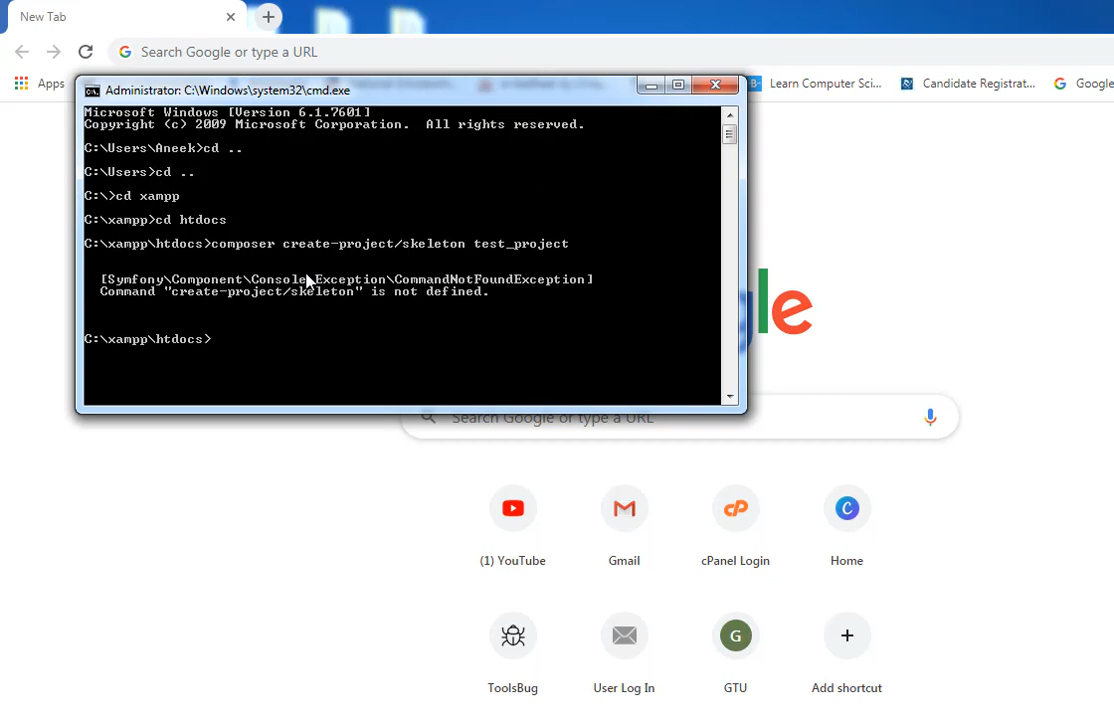 New Tab
Search Google or type a URL
Apps
Learn Computer Sci...
Candidate Registrat...
Google
Administrator: C:\Windows\system32\cmd.exe
Microsoft Windows [Version 6.1.7601]
Copyright (c) 2009 Microsoft Corporation.  All rights reserved.
C:\Users\Aneek>cd ..
C:\Users>cd ..
C:\>cd xampp
C:\xampp>cd htdocs
C:\xampp\htdocs>composer create-project/skeleton test_project
[Symfony\Component\Console\Exception\CommandNotFoundException]
Command "create-project/skeleton" is not defined.
C:\xampp\htdocs>
gle
Search Google or type a URL
(1) YouTube
Gmail
cPanel Login
Home
ToolsBug
User Log In
GTU
Add shortcut
cP
C
G